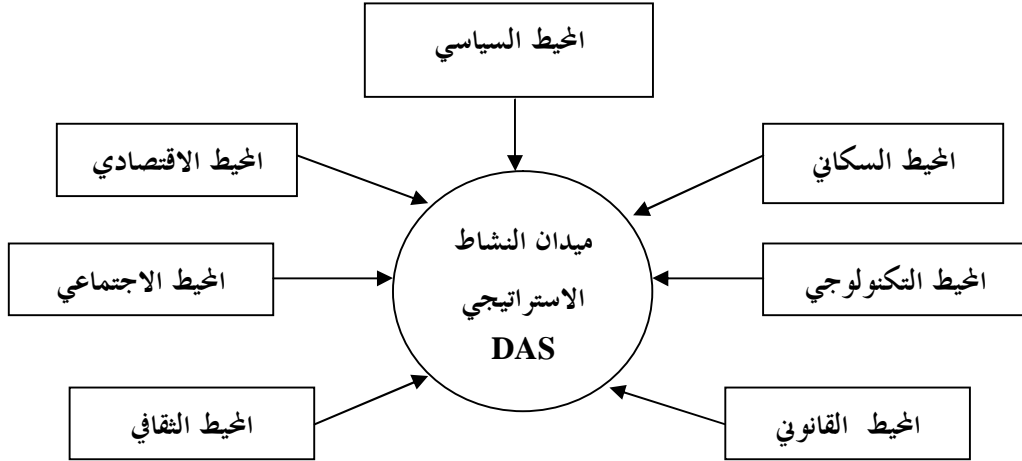 المحيط السياسي
المحيط السكاني
المحيط الاقتصادي
ميدان النشاط
الاستراتيجي
DAS
المحيط التكنولوجي
المحيط الاجتماعي
المحيط القانوني
المحيط الثقافي